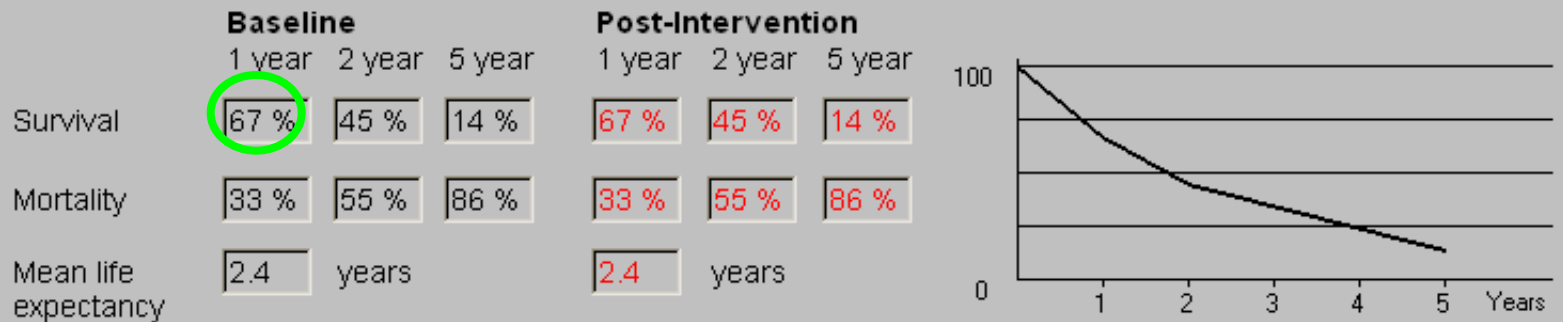 Baseline Post-Intervention
1 year 2 year 5 year 1 year 2 year 5 year
Survival 67 % 45 % 14 % 67 % 45 % 14 %
Mortality 33 % 55 % 86 % 33 % 55 % 86 %
Mean life
expectancy
2.4 years 2.4 years
100
0
1 2 3 4 5 Years